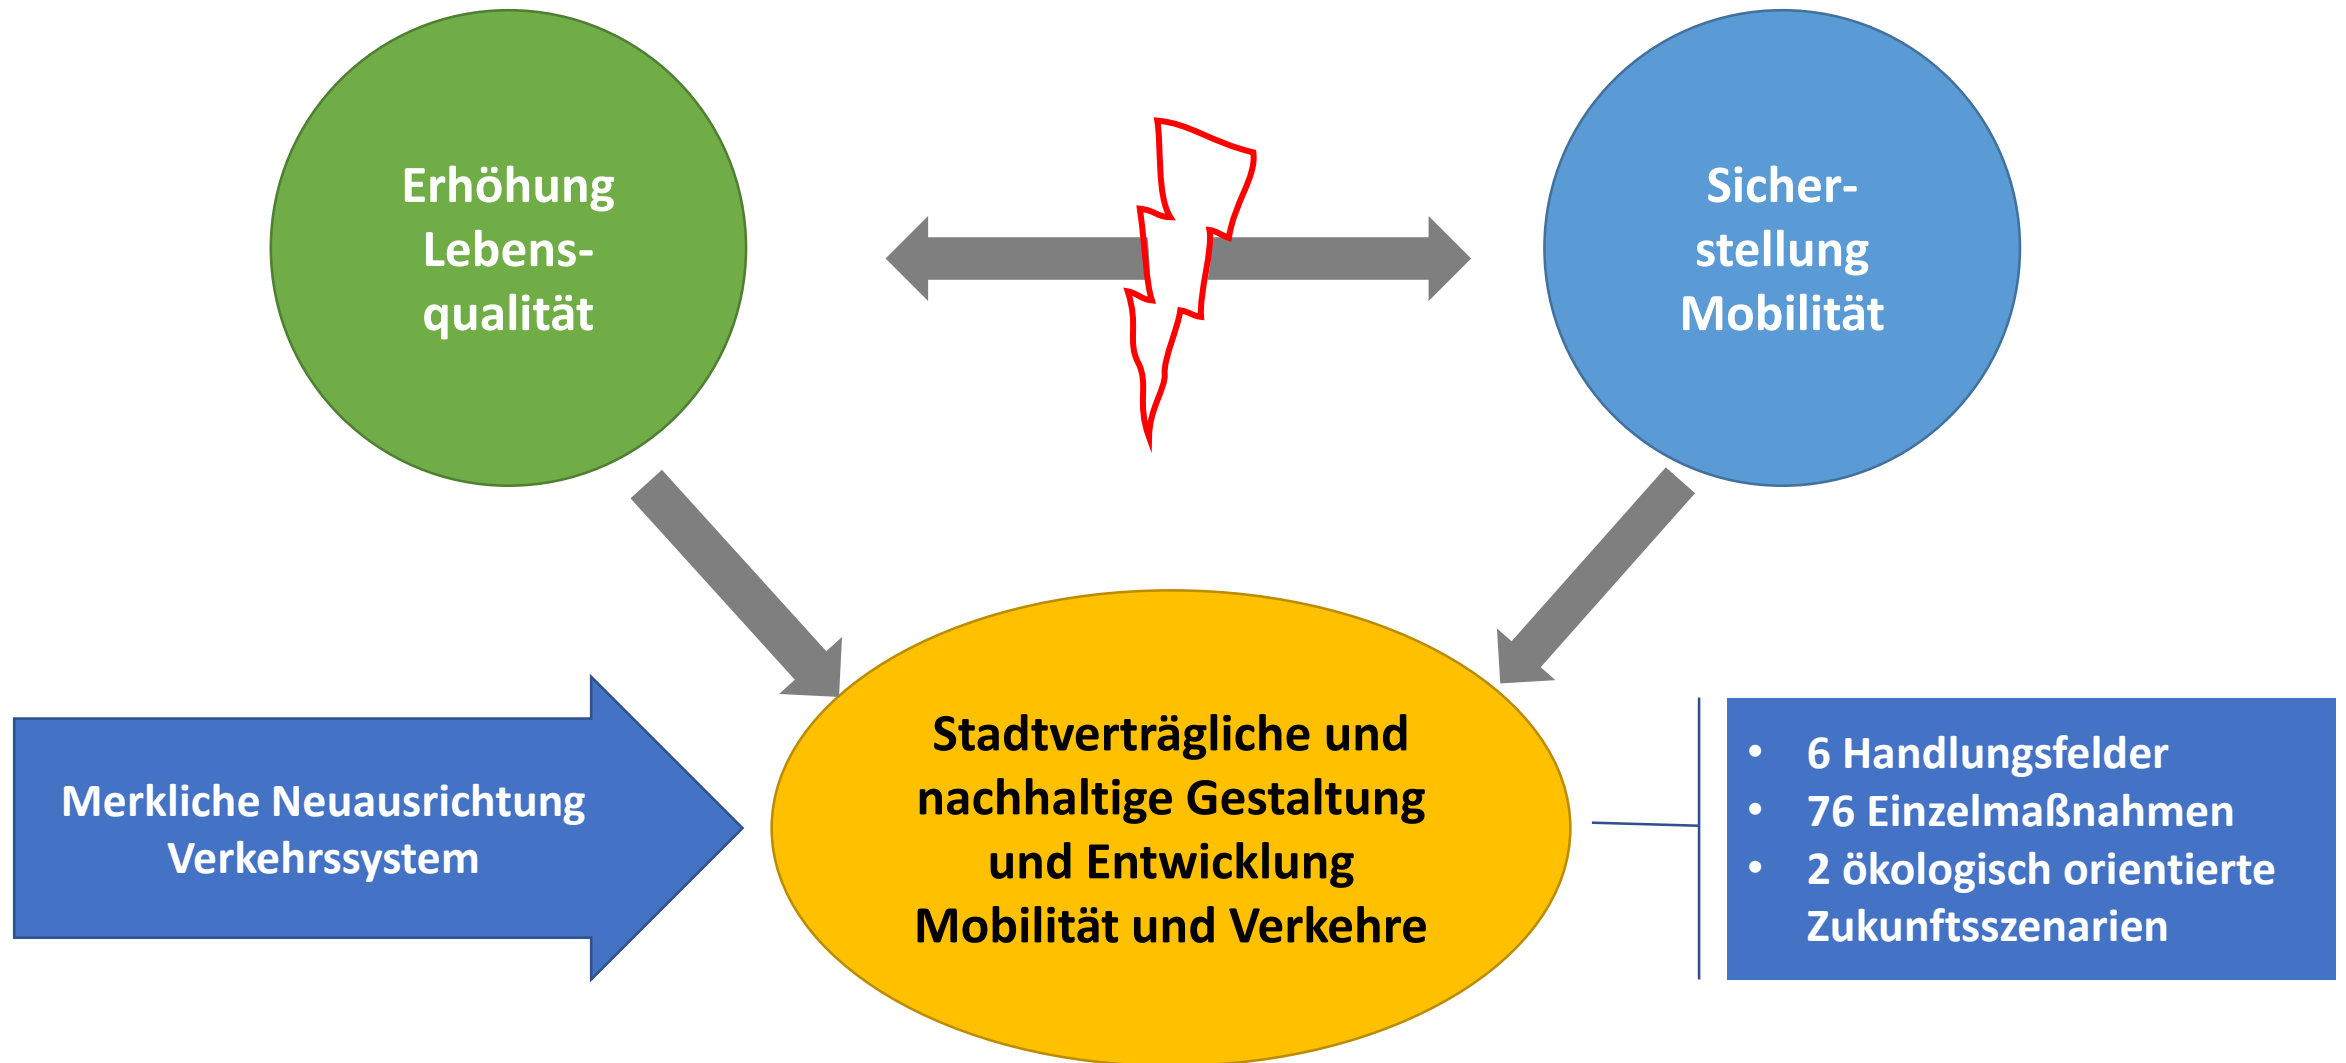 Erhöhung
Lebens-
qualität
Sicher-
stellung
Mobilität
Merkliche Neuausrichtung
Verkehrssystem
Stadtverträgliche und
nachhaltige Gestaltung
und Entwicklung
Mobilität und Verkehre
• 6 Handlungsfelder
• 76 Einzelmaßnahmen
• 2 ökologisch orientierte
Zukunftsszenarien